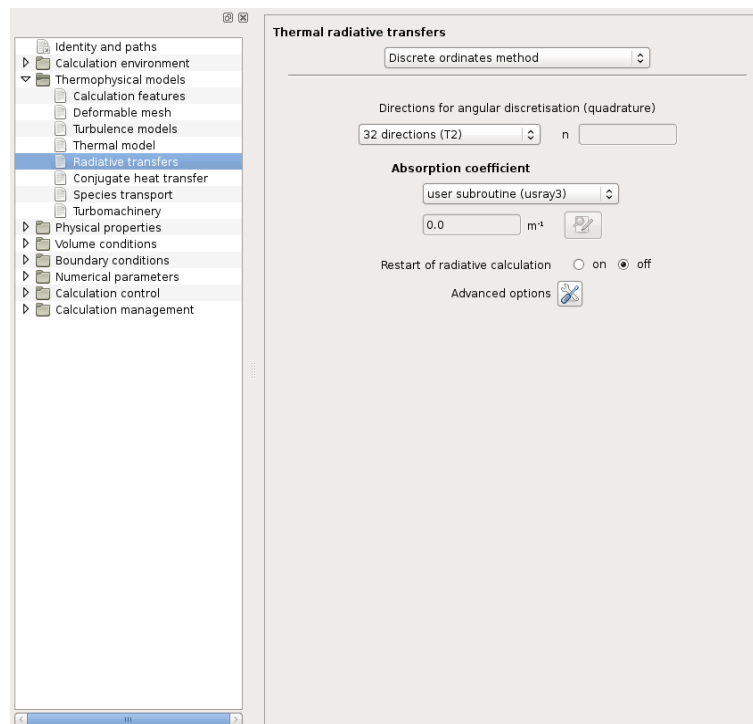 Identity and paths
Calculation environment
Thermophysical models
Calculation features
Deformable mesh
Turbulence models
Thermal model
Radiative transfers
Conjugate heat transfer
Species transport
Turbomachinery
Physical properties
Volume conditions
Boundary conditions
Numerical parameters
Calculation control
Calculation management
Thermal radiative transfers
Discrete ordinates method
Directions for angular discretisation (quadrature)
32 directions (T2) n
Absorption coefficient
user subroutine (usray3)
0.0 m⁻¹
Restart of radiative calculation on off
Advanced options